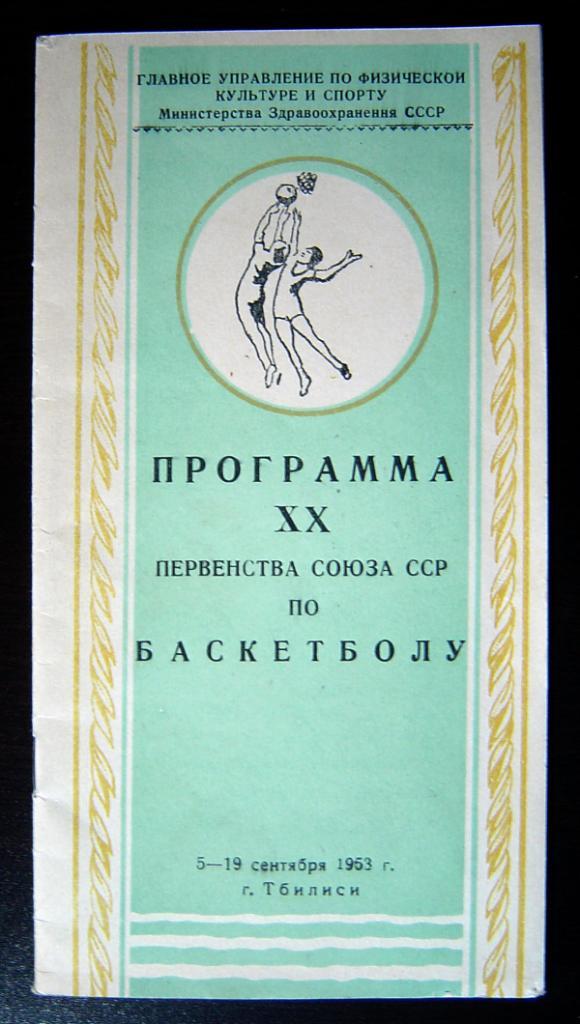 ГЛАВНОЕ УПРАВЛЕНИЕ ПО ФИЗИЧЕСКОЙ
КУЛЬТУРЕ И СПОРТУ
Министерства Здравоохранения СССР
ПРОГРАММА
XX
ПЕРВЕНСТВА СОЮЗА ССР
ПО
БАСКЕТБОЛУ
5—19 сентября 1953 г.
г. Тбилиси